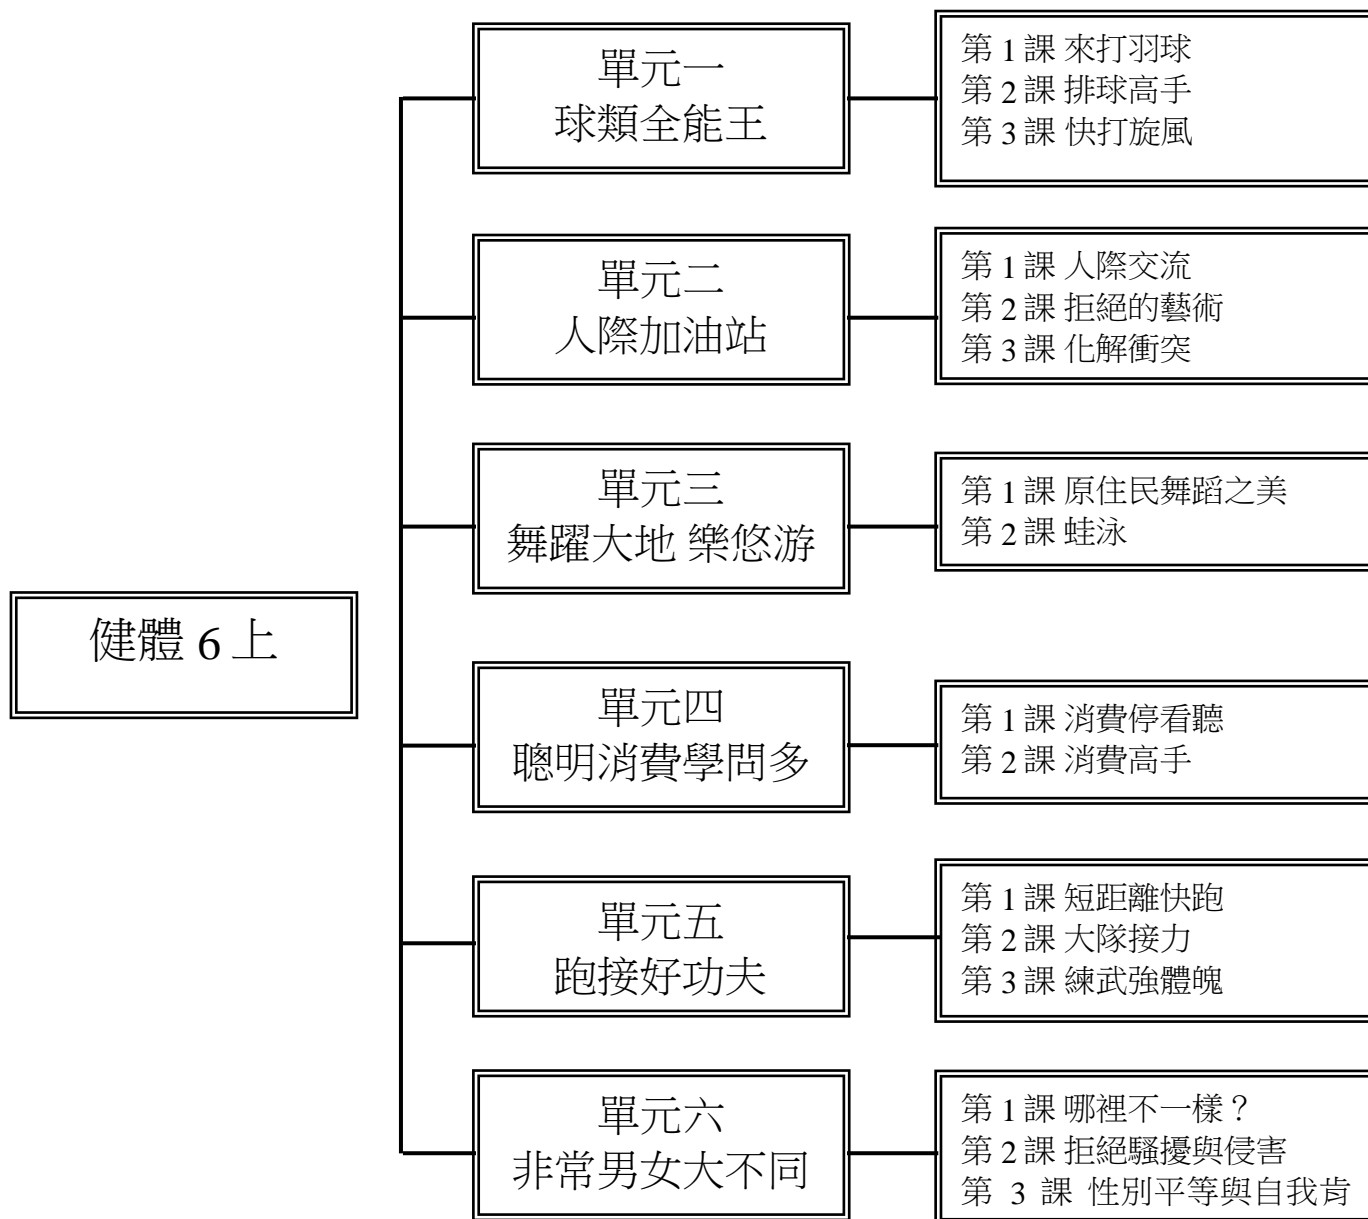 健體 6 上
單元一
球類全能王
第 1 課 來打羽球
第 2 課 排球高手
第 3 課 快打旋風
單元二
人際加油站
第 1 課 人際交流
第 2 課 拒絕的藝術
第 3 課 化解衝突
單元三
舞躍大地 樂悠游
第 1 課 原住民舞蹈之美
第 2 課 蛙泳
單元四
聰明消費學問多
第 1 課 消費停看聽
第 2 課 消費高手
單元五
跑接好功夫
第 1 課 短距離快跑
第 2 課 大隊接力
第 3 課 練武強體魄
單元六
非常男女大不同
第 1 課 哪裡不一樣？
第 2 課 拒絕騷擾與侵害
第 3 課 性別平等與自我肯